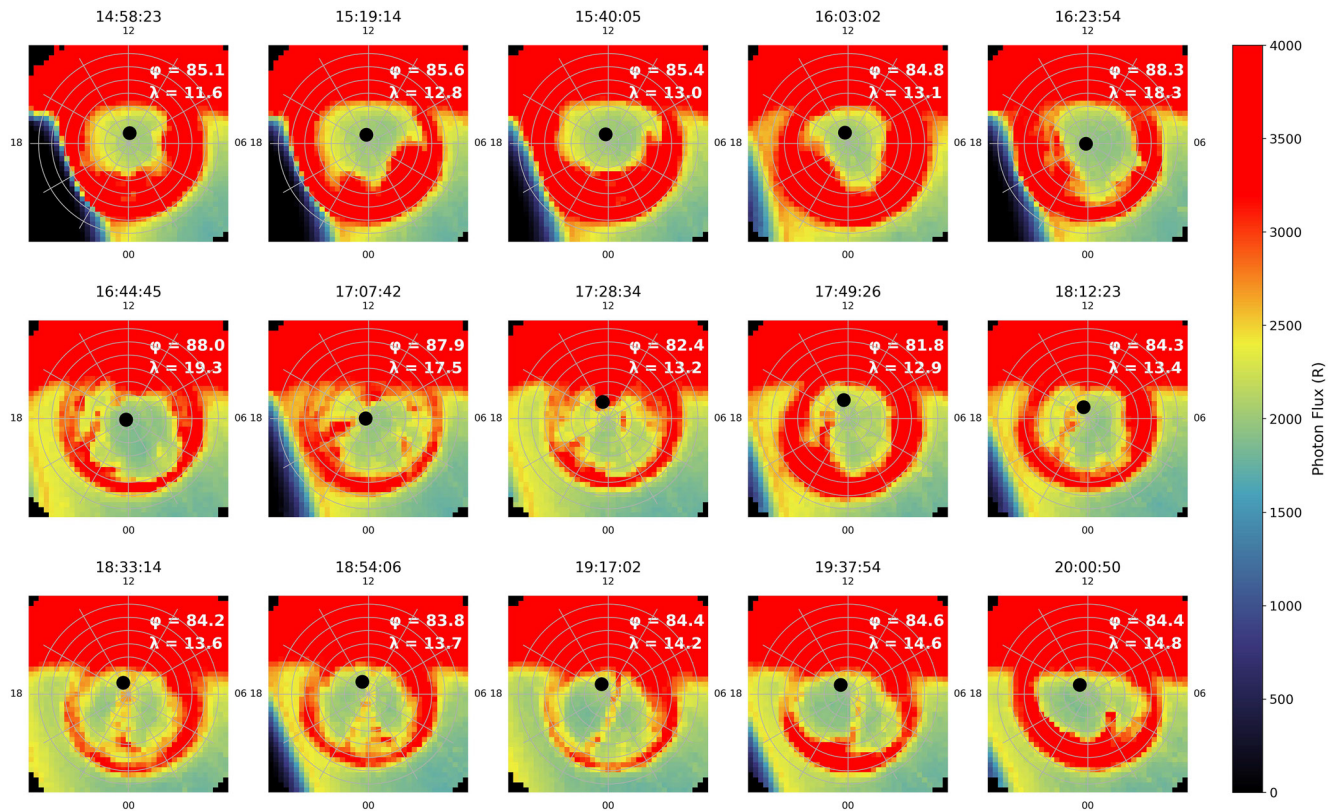 14:58:23
12
φ = 85.1
λ = 11.6
18
06
00
15:19:14
12
φ = 85.6
λ = 12.8
18
06
00
15:40:05
12
φ = 85.4
λ = 13.0
18
06
00
16:03:02
12
φ = 84.8
λ = 13.1
18
06
00
16:23:54
12
φ = 88.3
λ = 18.3
18
06
00
16:44:45
12
φ = 88.0
λ = 19.3
18
06
00
17:07:42
12
φ = 87.9
λ = 17.5
18
06
00
17:28:34
12
φ = 82.4
λ = 13.2
18
06
00
17:49:26
12
φ = 81.8
λ = 12.9
18
06
00
18:12:23
12
φ = 84.3
λ = 13.4
18
06
00
18:33:14
12
φ = 84.2
λ = 13.6
18
06
00
18:54:06
12
φ = 83.8
λ = 13.7
18
06
00
19:17:02
12
φ = 84.4
λ = 14.2
18
06
00
19:37:54
12
φ = 84.6
λ = 14.6
18
06
00
20:00:50
12
φ = 84.4
λ = 14.8
18
06
00
4000
3500
3000
2500
2000
1500
1000
500
0
Photon Flux (R)